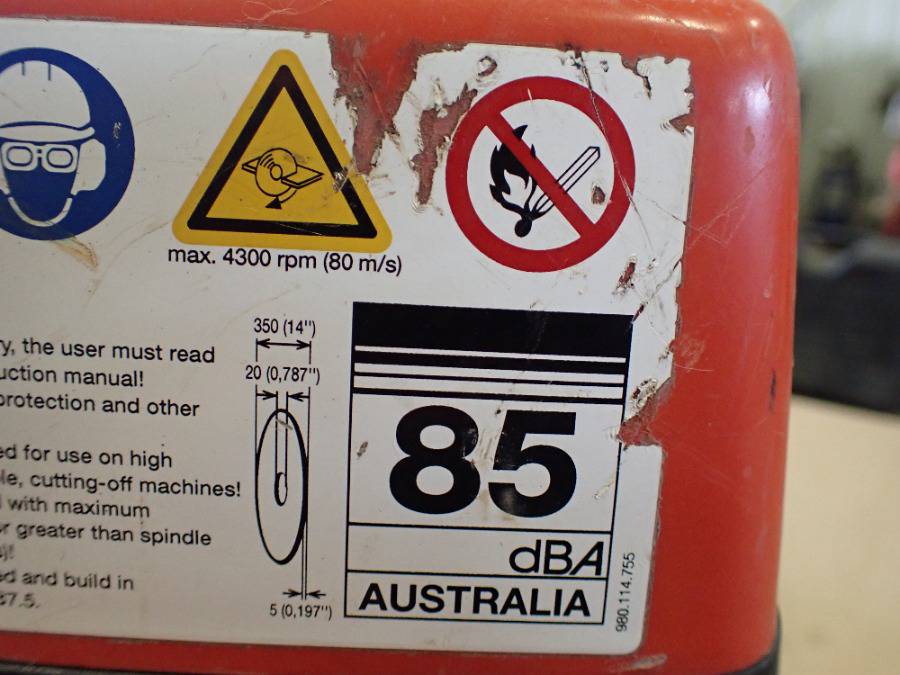 max. 4300 rpm (80 m/s)
y, the user must read
uction manual!
protection and other
ed for use on high
le, cutting-off machines!
with maximum
r greater than spindle
)!
ed and build in
87.5.
350 (14")
20 (0,787")
5 (0,197")
85
dBA
AUSTRALIA
980.114.755